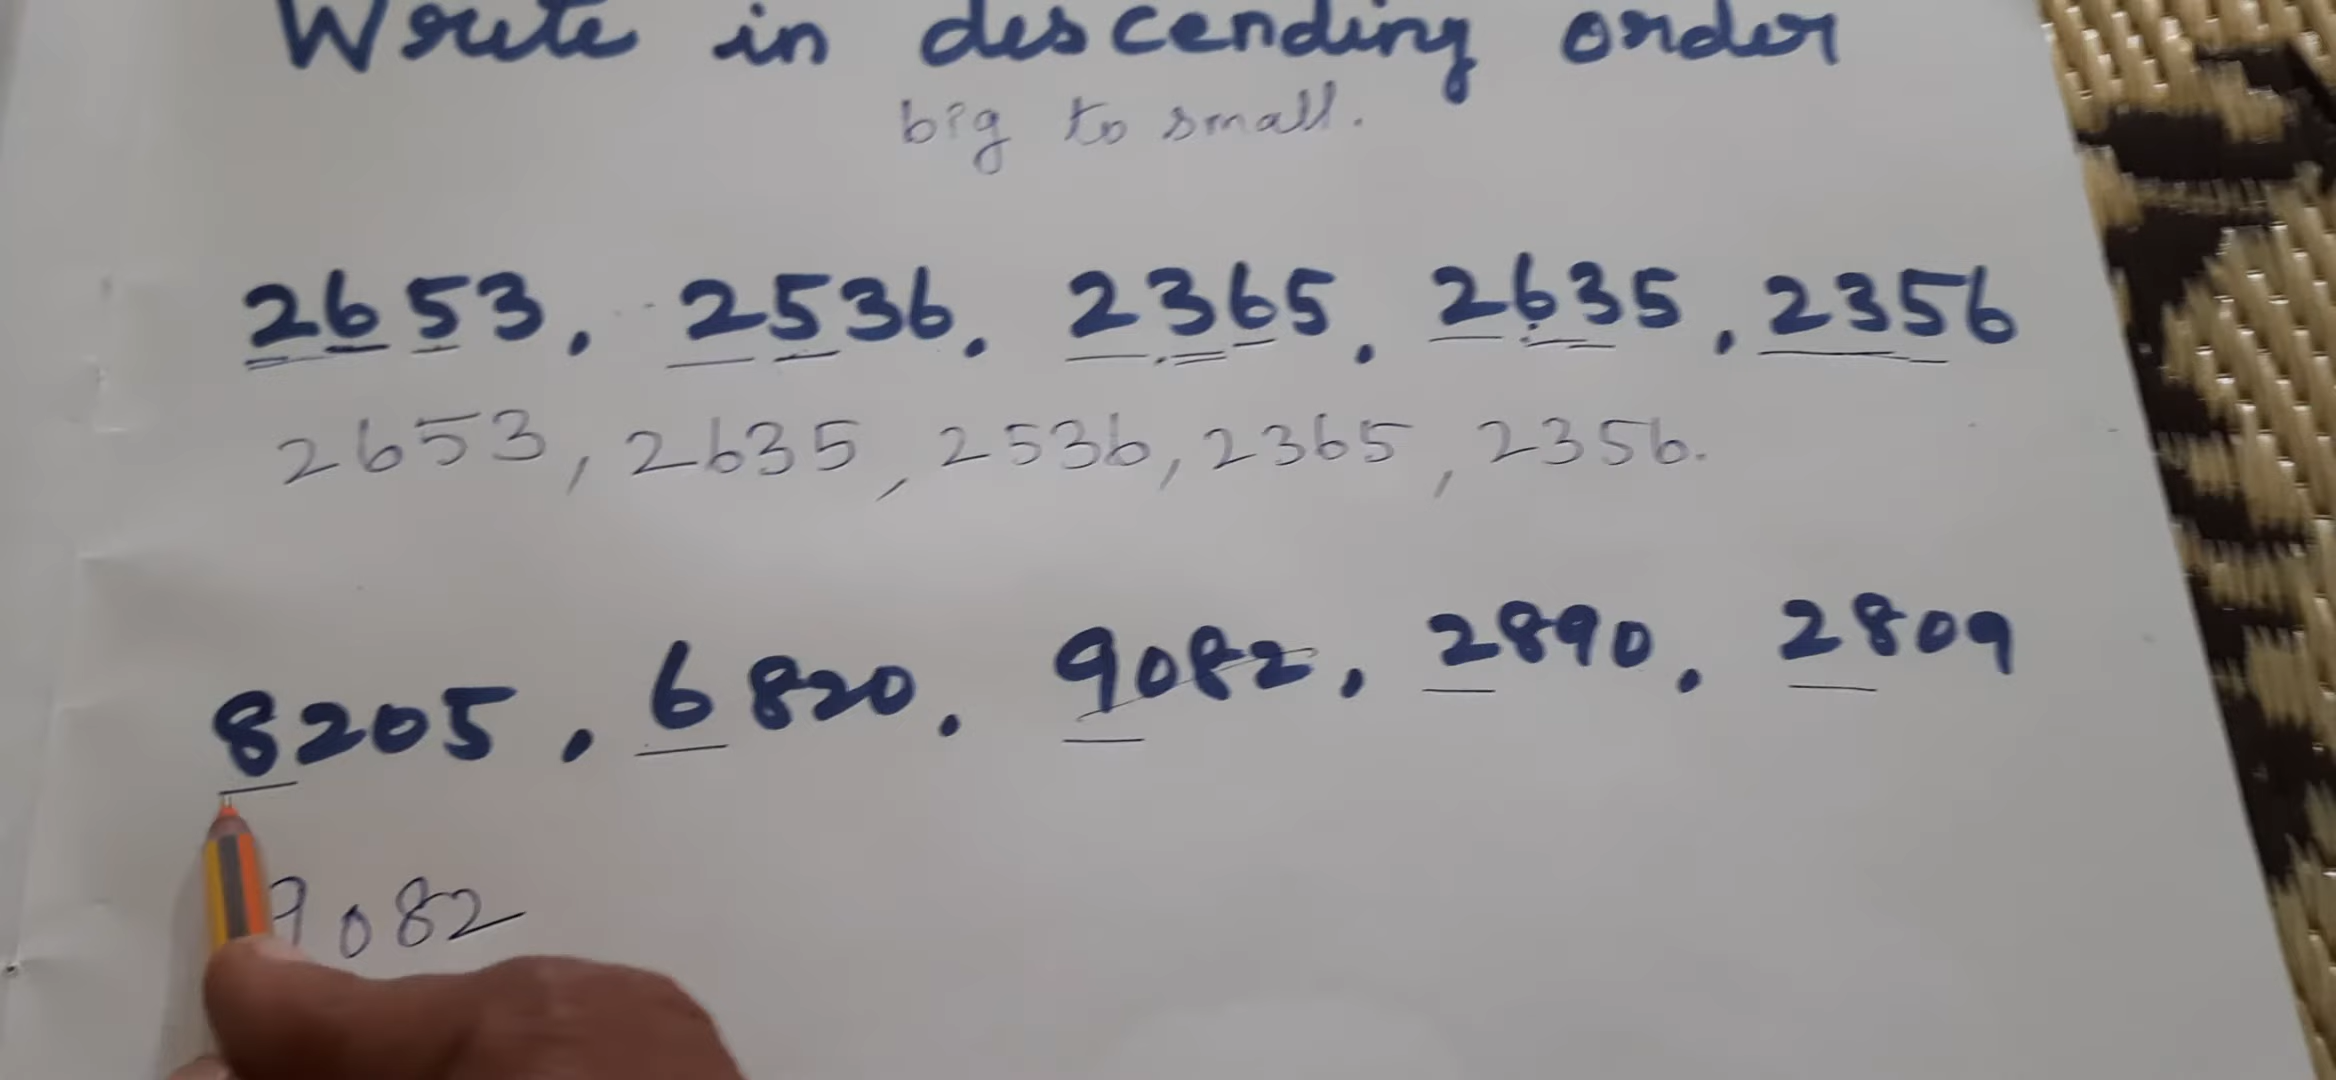 Write in descending order
big to small.
2653, 2536, 2365, 2635, 2356
2653, 2635, 2536, 2365, 2356.
8205, 6820, 9082, 2890, 2809
9082